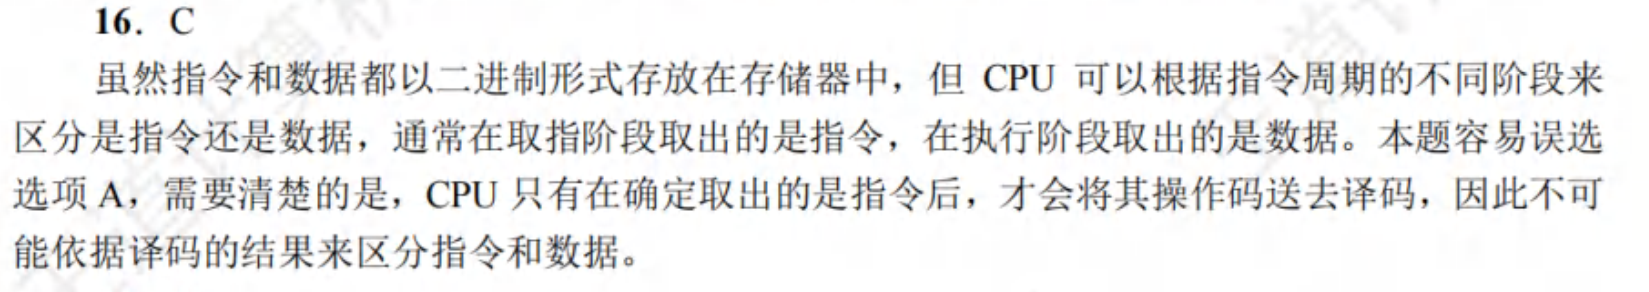 16. C
虽然指令和数据都以二进制形式存放在存储器中，但 CPU 可以根据指令周期的不同阶段来
区分是指令还是数据，通常在取指阶段取出的是指令，在执行阶段取出的是数据。本题容易误选
选项 A，需要清楚的是，CPU 只有在确定取出的是指令后，才会将其操作码送去译码，因此不可
能依据译码的结果来区分指令和数据。